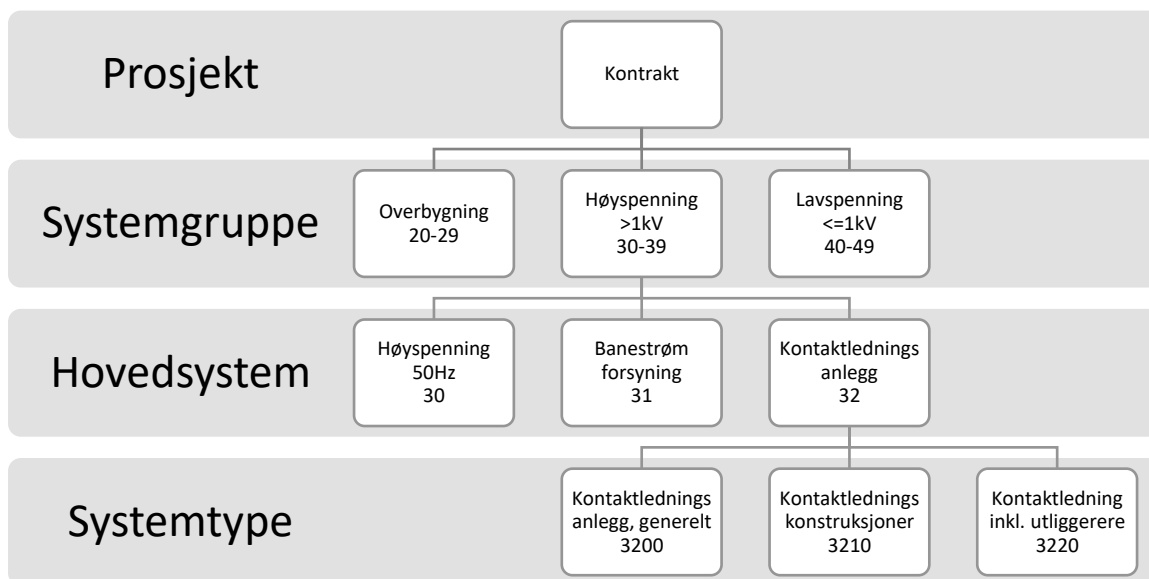 Prosjekt
Kontrakt
Systemgruppe
Overbygning
20-29
Høyspenning
>1kV
30-39
Lavspenning
<=1kV
40-49
Hovedsystem
Høyspenning
50Hz
30
Banestrøm
forsyning
31
Kontaktlednings
anlegg
32
Systemtype
Kontaktlednings
anlegg, generelt
3200
Kontaktlednings
konstruksjoner
3210
Kontaktledning
inkl. utliggerere
3220